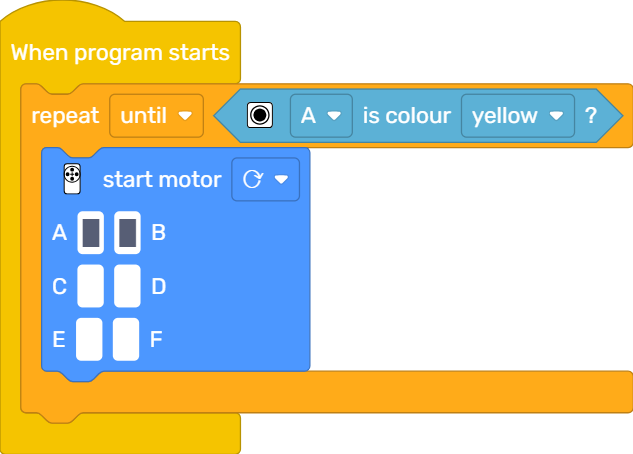 When program starts
repeat until A is colour yellow ?
start motor
A B
C D
E F